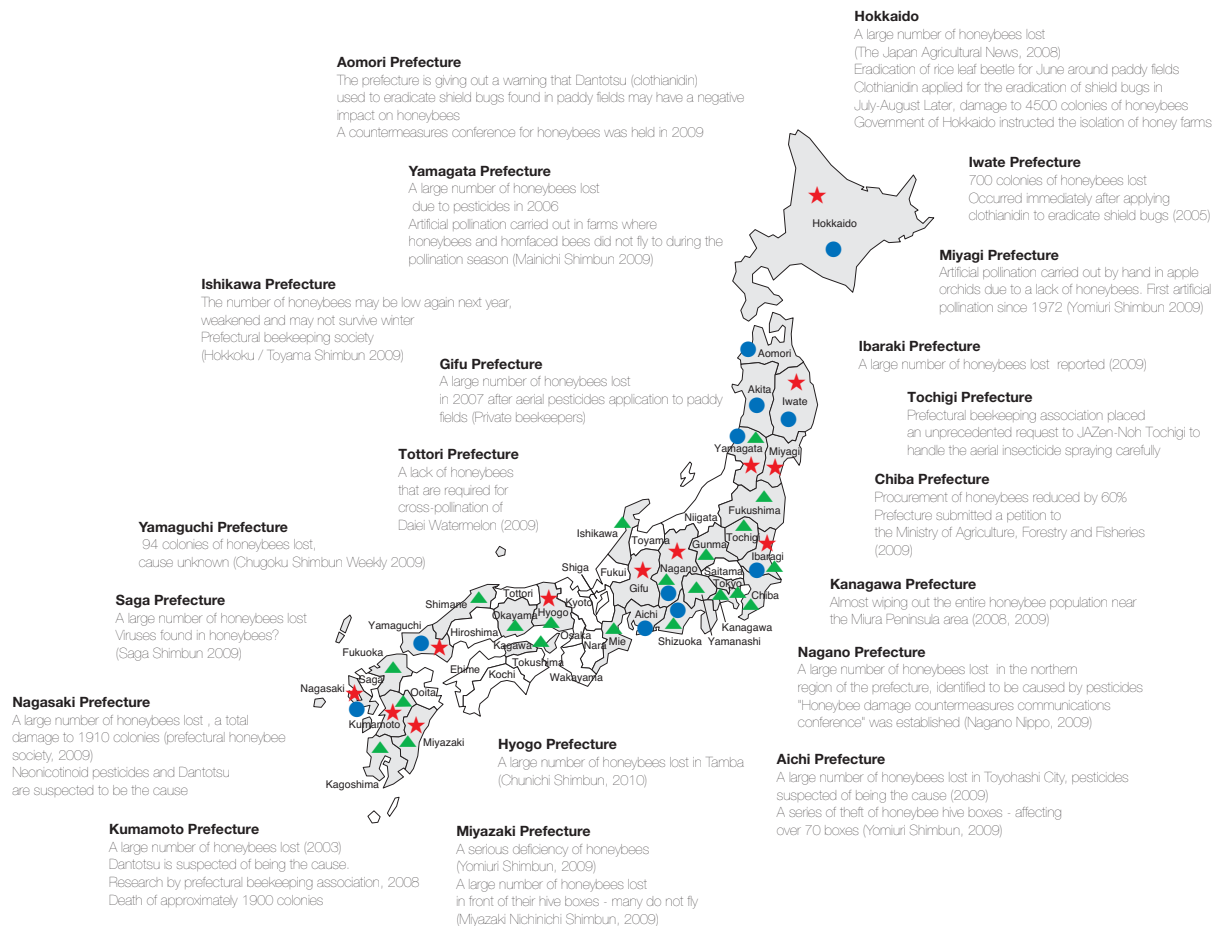 Hokkaido
A large number of honeybees lost
(The Japan Agricultural News, 2008)
Eradication of rice leaf beetle for June around paddy fields
Clothianidin applied for the eradication of shield bugs in
July-August Later, damage to 4500 colonies of honeybees
Government of Hokkaido instructed the isolation of honey farms
Aomori Prefecture
The prefecture is giving out a warning that Dantotsu (clothianidin)
used to eradicate shield bugs found in paddy fields may have a negative
impact on honeybees
A countermeasures conference for honeybees was held in 2009
Iwate Prefecture
700 colonies of honeybees lost
Occurred immediately after applying
clothianidin to eradicate shield bugs (2005)
Yamagata Prefecture
A large number of honeybees lost
due to pesticides in 2006
Artificial pollination carried out in farms where
honeybees and hornfaced bees did not fly to during the
pollination season (Mainichi Shimbun 2009)
Miyagi Prefecture
Artificial pollination carried out by hand in apple
orchids due to a lack of honeybees. First artificial
pollination since 1972 (Yomiuri Shimbun 2009)
Ishikawa Prefecture
The number of honeybees may be low again next year,
weakened and may not survive winter
Prefectural beekeeping society
(Hokkoku / Toyama Shimbun 2009)
Ibaraki Prefecture
A large number of honeybees lost reported (2009)
Gifu Prefecture
A large number of honeybees lost
in 2007 after aerial pesticides application to paddy
fields (Private beekeepers)
Tochigi Prefecture
Prefectural beekeeping association placed
an unprecedented request to JAZen-Noh Tochigi to
handle the aerial insecticide spraying carefully
Tottori Prefecture
A lack of honeybees
that are required for
cross-pollination of
Daiei Watermelon (2009)
Chiba Prefecture
Procurement of honeybees reduced by 60%
Prefecture submitted a petition to
the Ministry of Agriculture, Forestry and Fisheries
(2009)
Yamaguchi Prefecture
94 colonies of honeybees lost,
cause unknown (Chugoku Shimbun Weekly 2009)
Kanagawa Prefecture
Almost wiping out the entire honeybee population near
the Miura Peninsula area (2008, 2009)
Saga Prefecture
A large number of honeybees lost
Viruses found in honeybees?
(Saga Shimbun 2009)
Nagano Prefecture
A large number of honeybees lost in the northern
region of the prefecture, identified to be caused by pesticides
"Honeybee damage countermeasures communications
conference" was established (Nagano Nippo, 2009)
Nagasaki Prefecture
A large number of honeybees lost , a total
damage to 1910 colonies (prefectural honeybee
society, 2009)
Neonicotinoid pesticides and Dantotsu
are suspected to be the cause
Hyogo Prefecture
A large number of honeybees lost in Tamba
(Chunichi Shimbun, 2010)
Aichi Prefecture
A large number of honeybees lost in Toyohashi City, pesticides
suspected of being the cause (2009)
A series of theft of honeybee hive boxes - affecting
over 70 boxes (Yomiuri Shimbun, 2009)
Kumamoto Prefecture
A large number of honeybees lost (2003)
Dantotsu is suspected of being the cause.
Research by prefectural beekeeping association, 2008
Death of approximately 1900 colonies
Miyazaki Prefecture
A serious deficiency of honeybees
(Yomiuri Shimbun, 2009)
A large number of honeybees lost
in front of their hive boxes - many do not fly
(Miyazaki Nichinichi Shimbun, 2009)
Hokkaido
Aomori
Akita
Iwate
Yamagata
Miyagi
Fukushima
Niigata
Ishikawa
Toyama
Gunma
Tochigi
Ibaragi
Nagano
Saitama
Tokyo
Chiba
Fukui
Gifu
Shiga
Kyoto
Tottori
Shimane
Okayama
Hyogo
Aichi
Kanagawa
Yamanashi
Shizuoka
Mie
Nara
Osaka
Wakayama
Yamaguchi
Hiroshima
Kagawa
Tokushima
Ehime
Kochi
Fukuoka
Saga
Nagasaki
Ooita
Kumamoto
Miyazaki
Kagoshima